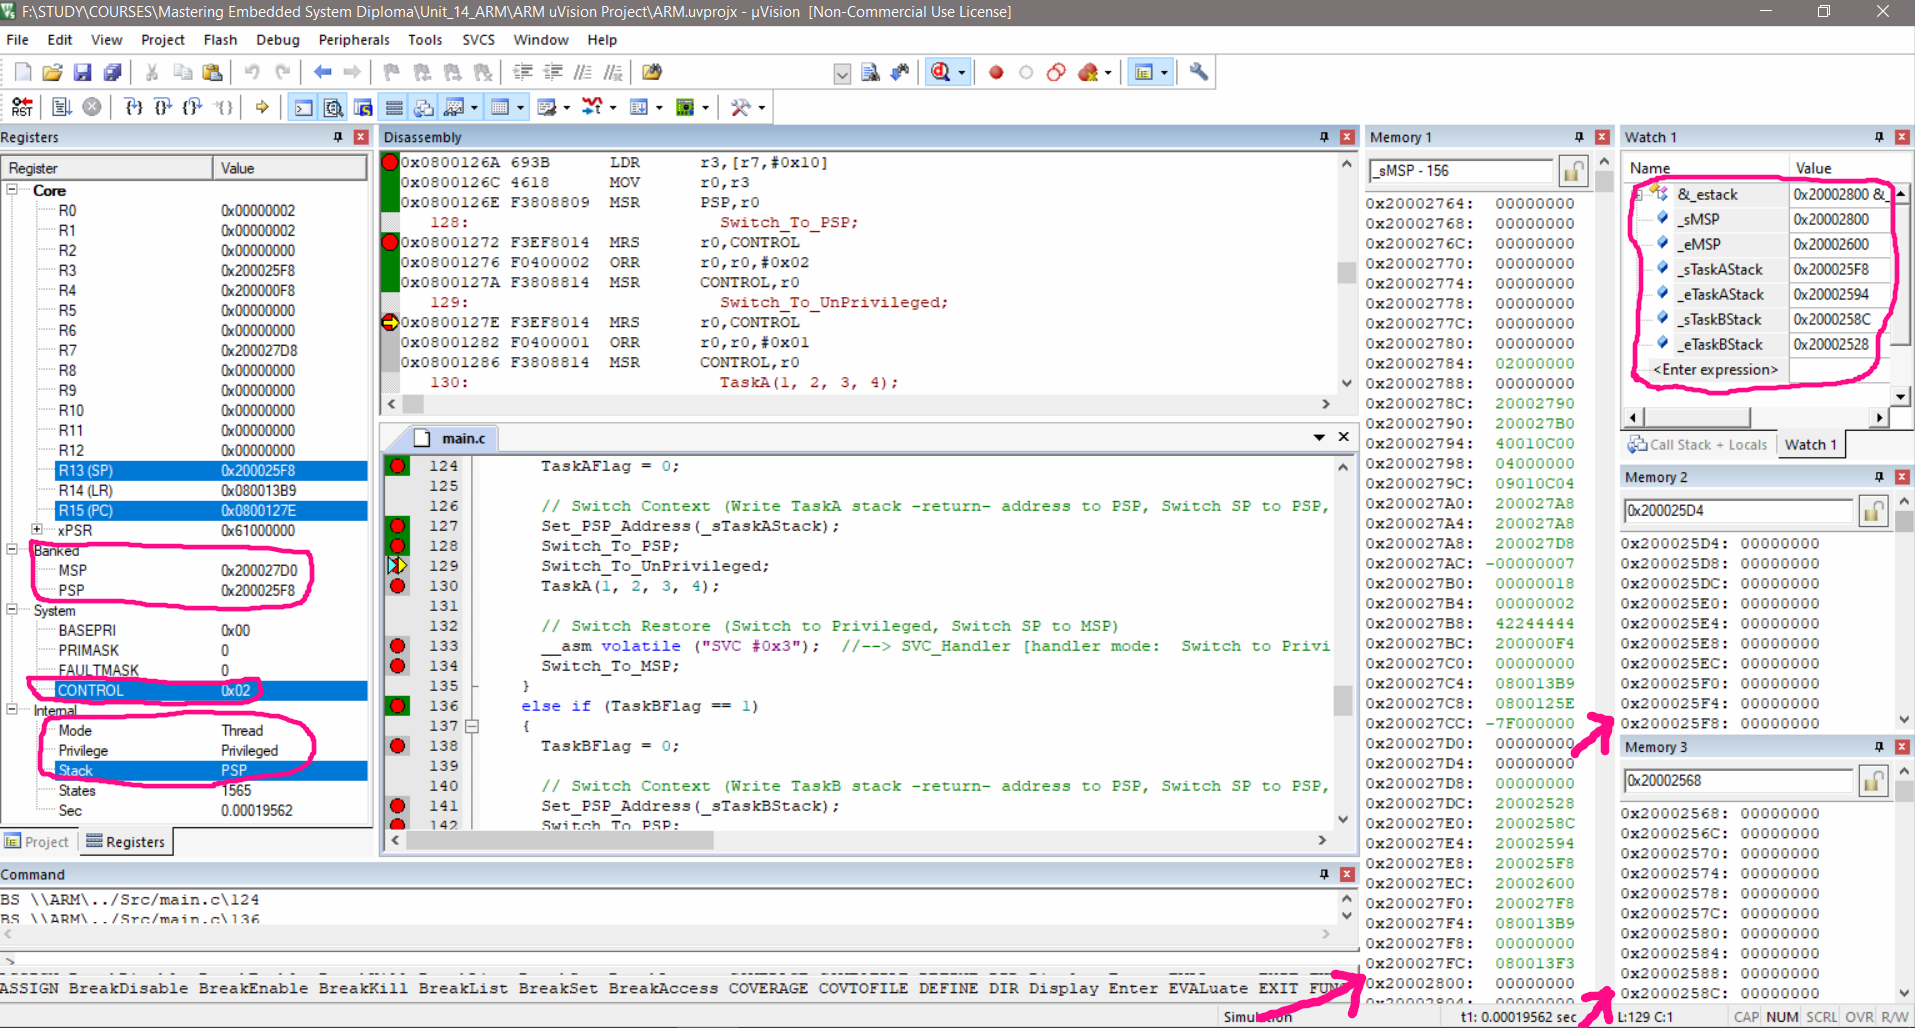 F:\STUDY\COURSES\Mastering Embedded System Diploma\Unit_14_ARM\ARM uVision Project\ARM.uvprojx - µVision  [Non-Commercial Use License]
File Edit View Project Flash Debug Peripherals Tools SVCS Window Help
RST
Registers
Register Value
Core
R0 0x00000002
R1 0x00000002
R2 0x00000000
R3 0x200025F8
R4 0x200000F8
R5 0x00000000
R6 0x00000000
R7 0x200027D8
R8 0x00000000
R9 0x00000000
R10 0x00000000
R11 0x00000000
R12 0x00000000
R13 (SP) 0x200025F8
R14 (LR) 0x080013B9
R15 (PC) 0x0800127E
xPSR 0x61000000
Banked
MSP 0x200027D0
PSP 0x200025F8
System
BASEPRI 0x00
PRIMASK 0
FAULTMASK 0
CONTROL 0x02
Internal
Mode Thread
Privilege Privileged
Stack PSP
States 1565
Sec 0.00019562
Project Registers
Disassembly
0x0800126A 693B LDR r3,[r7,#0x10]
0x0800126C 4618 MOV r0,r3
0x0800126E F3808809 MSR PSP,r0
128: Switch_To_PSP;
0x08001272 F3EF8014 MRS r0,CONTROL
0x08001276 F0400002 ORR r0,r0,#0x02
0x0800127A F3808814 MSR CONTROL,r0
129: Switch_To_UnPrivileged;
0x0800127E F3EF8014 MRS r0,CONTROL
0x08001282 F0400001 ORR r0,r0,#0x01
0x08001286 F3808814 MSR CONTROL,r0
130: TaskA(1, 2, 3, 4);
main.c
124 TaskAFlag = 0;
125
126 // Switch Context (Write TaskA stack -return- address to PSP, Switch SP to PSP,
127 Set_PSP_Address(_sTaskAStack);
128 Switch_To_PSP;
129 Switch_To_UnPrivileged;
130 TaskA(1, 2, 3, 4);
131
132 // Switch Restore (Switch to Privileged, Switch SP to MSP)
133 __asm volatile ("SVC #0x3"); //--> SVC_Handler [handler mode: Switch to Privi
134 Switch_To_MSP;
135 }
136 else if (TaskBFlag == 1)
137 {
138 TaskBFlag = 0;
139
140 // Switch Context (Write TaskB stack -return- address to PSP, Switch SP to PSP,
141 Set_PSP_Address(_sTaskBStack);
142 Switch_To_PSP;
Command
BS \\ARM\../Src/main.c\124
BS \\ARM\../Src/main.c\136
>
ASSIGN BreakDisable BreakEnable BreakKill BreakList BreakSet BreakAccess COVERAGE COVTOFILE DEFINE DIR Display Enter EVALuate EXIT FUNC
Memory 1
_sMSP - 156
0x20002764: 00000000
0x20002768: 00000000
0x2000276C: 00000000
0x20002770: 00000000
0x20002774: 00000000
0x20002778: 00000000
0x2000277C: 00000000
0x20002780: 00000000
0x20002784: 02000000
0x20002788: 00000000
0x2000278C: 20002790
0x20002790: 200027B0
0x20002794: 40010C00
0x20002798: 04000000
0x2000279C: 09010C04
0x200027A0: 200027A8
0x200027A4: 200027A8
0x200027A8: 200027D8
0x200027AC: -00000007
0x200027B0: 00000018
0x200027B4: 00000002
0x200027B8: 42244444
0x200027BC: 200000F4
0x200027C0: 00000000
0x200027C4: 080013B9
0x200027C8: 0800125E
0x200027CC: -7F000000
0x200027D0: 00000000
0x200027D4: 00000000
0x200027D8: 00000000
0x200027DC: 20002528
0x200027E0: 2000258C
0x200027E4: 20002594
0x200027E8: 200025F8
0x200027EC: 20002600
0x200027F0: 200027F8
0x200027F4: 080013B9
0x200027F8: 00000000
0x200027FC: 080013F3
0x20002800: 00000000
0x20002804: 00000000
Watch 1
Name Value
&_estack 0x20002800 &_
_sMSP 0x20002800
_eMSP 0x20002600
_sTaskAStack 0x200025F8
_eTaskAStack 0x20002594
_sTaskBStack 0x2000258C
_eTaskBStack 0x20002528
<Enter expression>
Call Stack + Locals Watch 1
Memory 2
0x200025D4
0x200025D4: 00000000
0x200025D8: 00000000
0x200025DC: 00000000
0x200025E0: 00000000
0x200025E4: 00000000
0x200025E8: 00000000
0x200025EC: 00000000
0x200025F0: 00000000
0x200025F4: 00000000
0x200025F8: 00000000
Memory 3
0x20002568
0x20002568: 00000000
0x2000256C: 00000000
0x20002570: 00000000
0x20002574: 00000000
0x20002578: 00000000
0x2000257C: 00000000
0x20002580: 00000000
0x20002584: 00000000
0x20002588: 00000000
0x2000258C: 00000000
Simulation t1: 0.00019562 sec L:129 C:1 CAP NUM SCRL OVR R/W